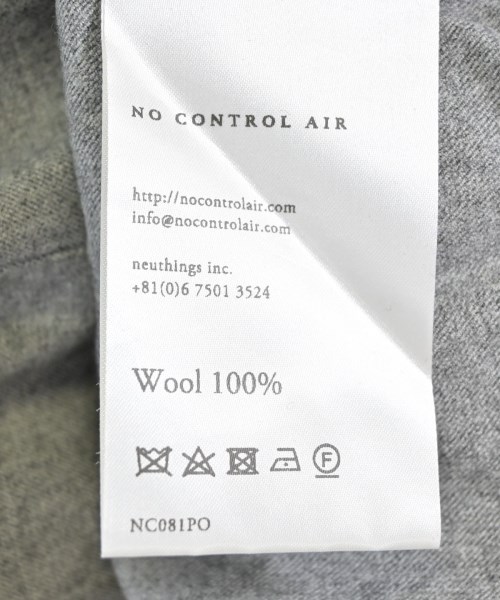 NO CONTROL AIR
http://nocontrolair.com
info@nocontrolair.com
neuthings inc.
+81(0)6 7501 3524
Wool 100%
F
NC081PO